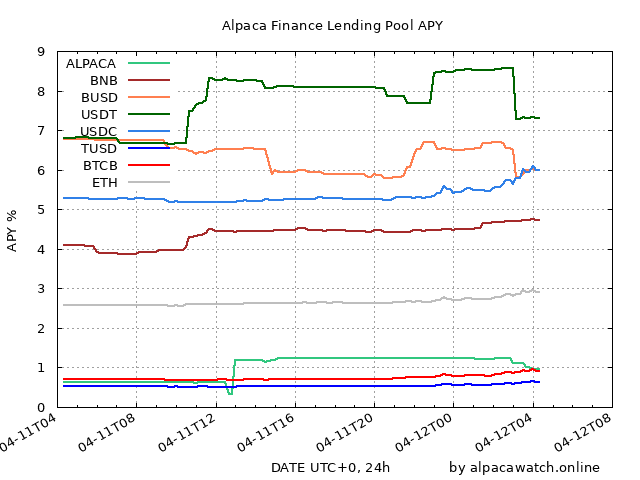 Alpaca Finance Lending Pool APY
APY %
9
8
7
6
5
4
3
2
1
0
ALPACA
BNB
BUSD
USDT
USDC
TUSD
BTCB
ETH
04-11T04
04-11T08
04-11T12
04-11T16
04-11T20
04-12T00
04-12T04
04-12T08
DATE UTC+0, 24h
by alpacawatch.online